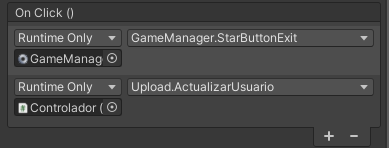 On Click ()
Runtime Only GameManager.StarButtonExit
GameManag
Runtime Only Upload.ActualizarUsuario
Controlador (
+ -